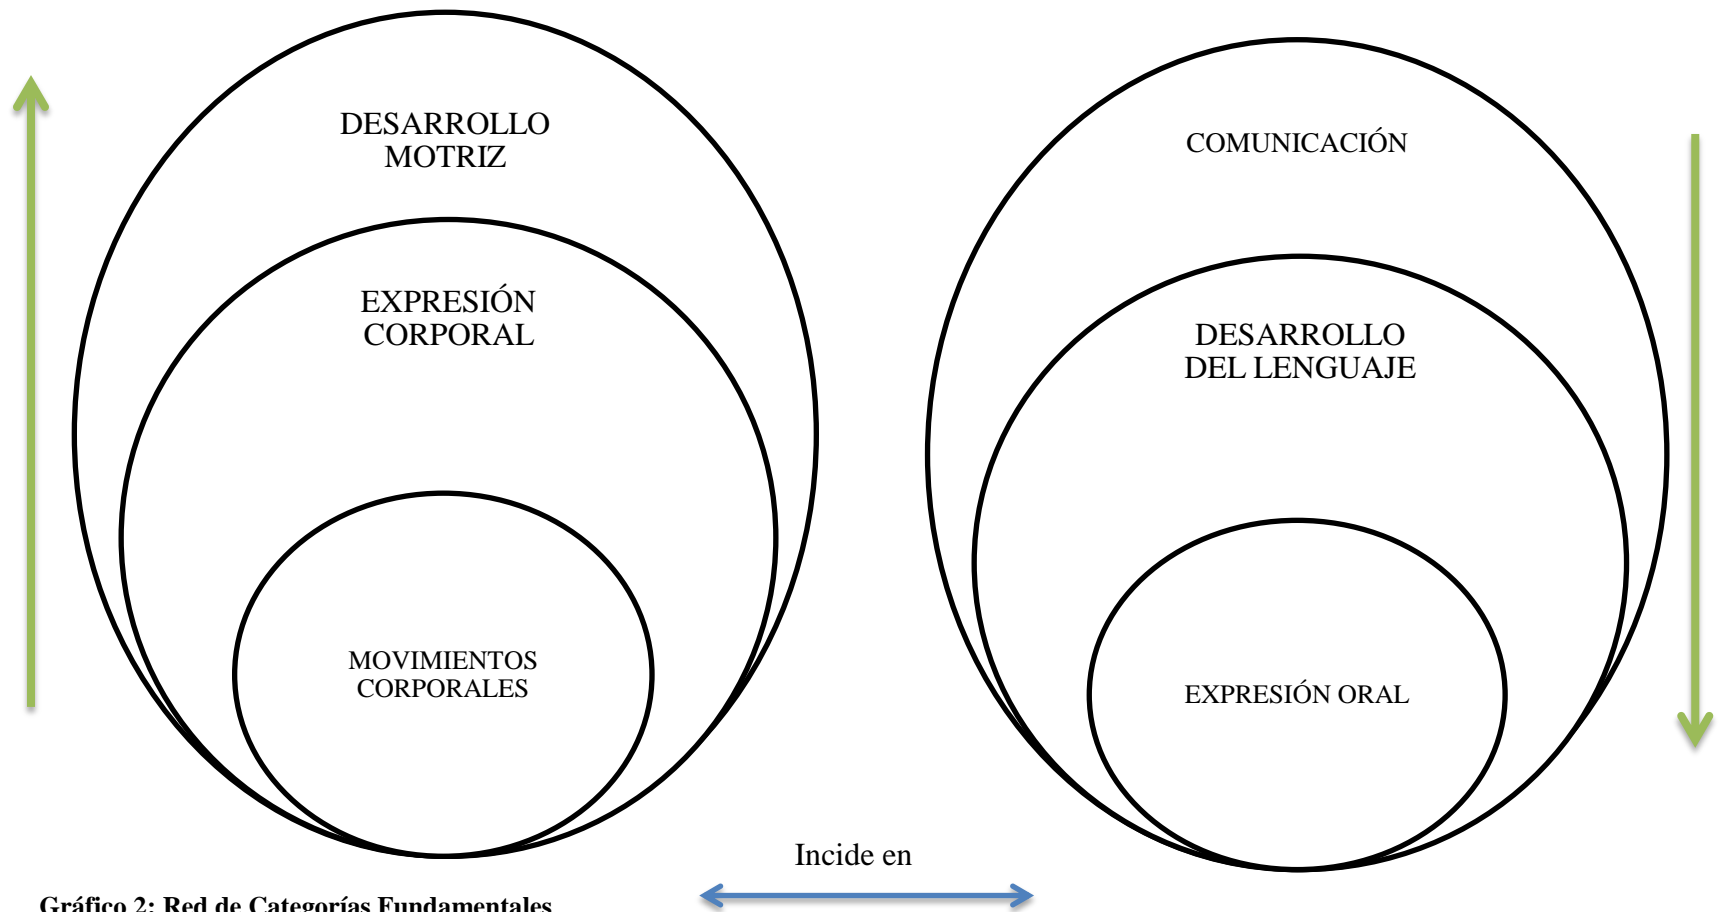 DESARROLLO
MOTRIZ
EXPRESIÓN
CORPORAL
MOVIMIENTOS
CORPORALES
COMUNICACIÓN
DESARROLLO
DEL LENGUAJE
EXPRESIÓN ORAL
Incide en
Gráfico 2: Red de Categorías Fundamentales